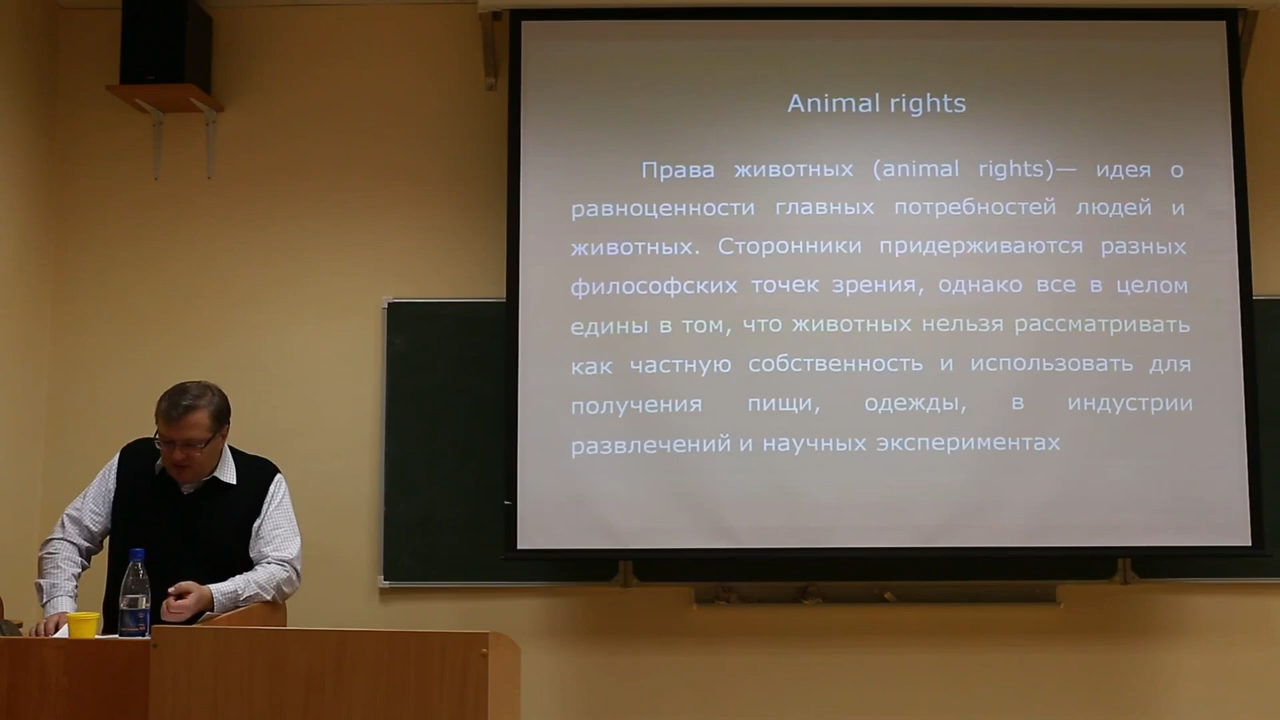 Animal rights
Права животных (animal rights)— идея о
равноценности главных потребностей людей и
животных. Сторонники придерживаются разных
философских точек зрения, однако все в целом
едины в том, что животных нельзя рассматривать
как частную собственность и использовать для
получения пищи, одежды, в индустрии
развлечений и научных экспериментах